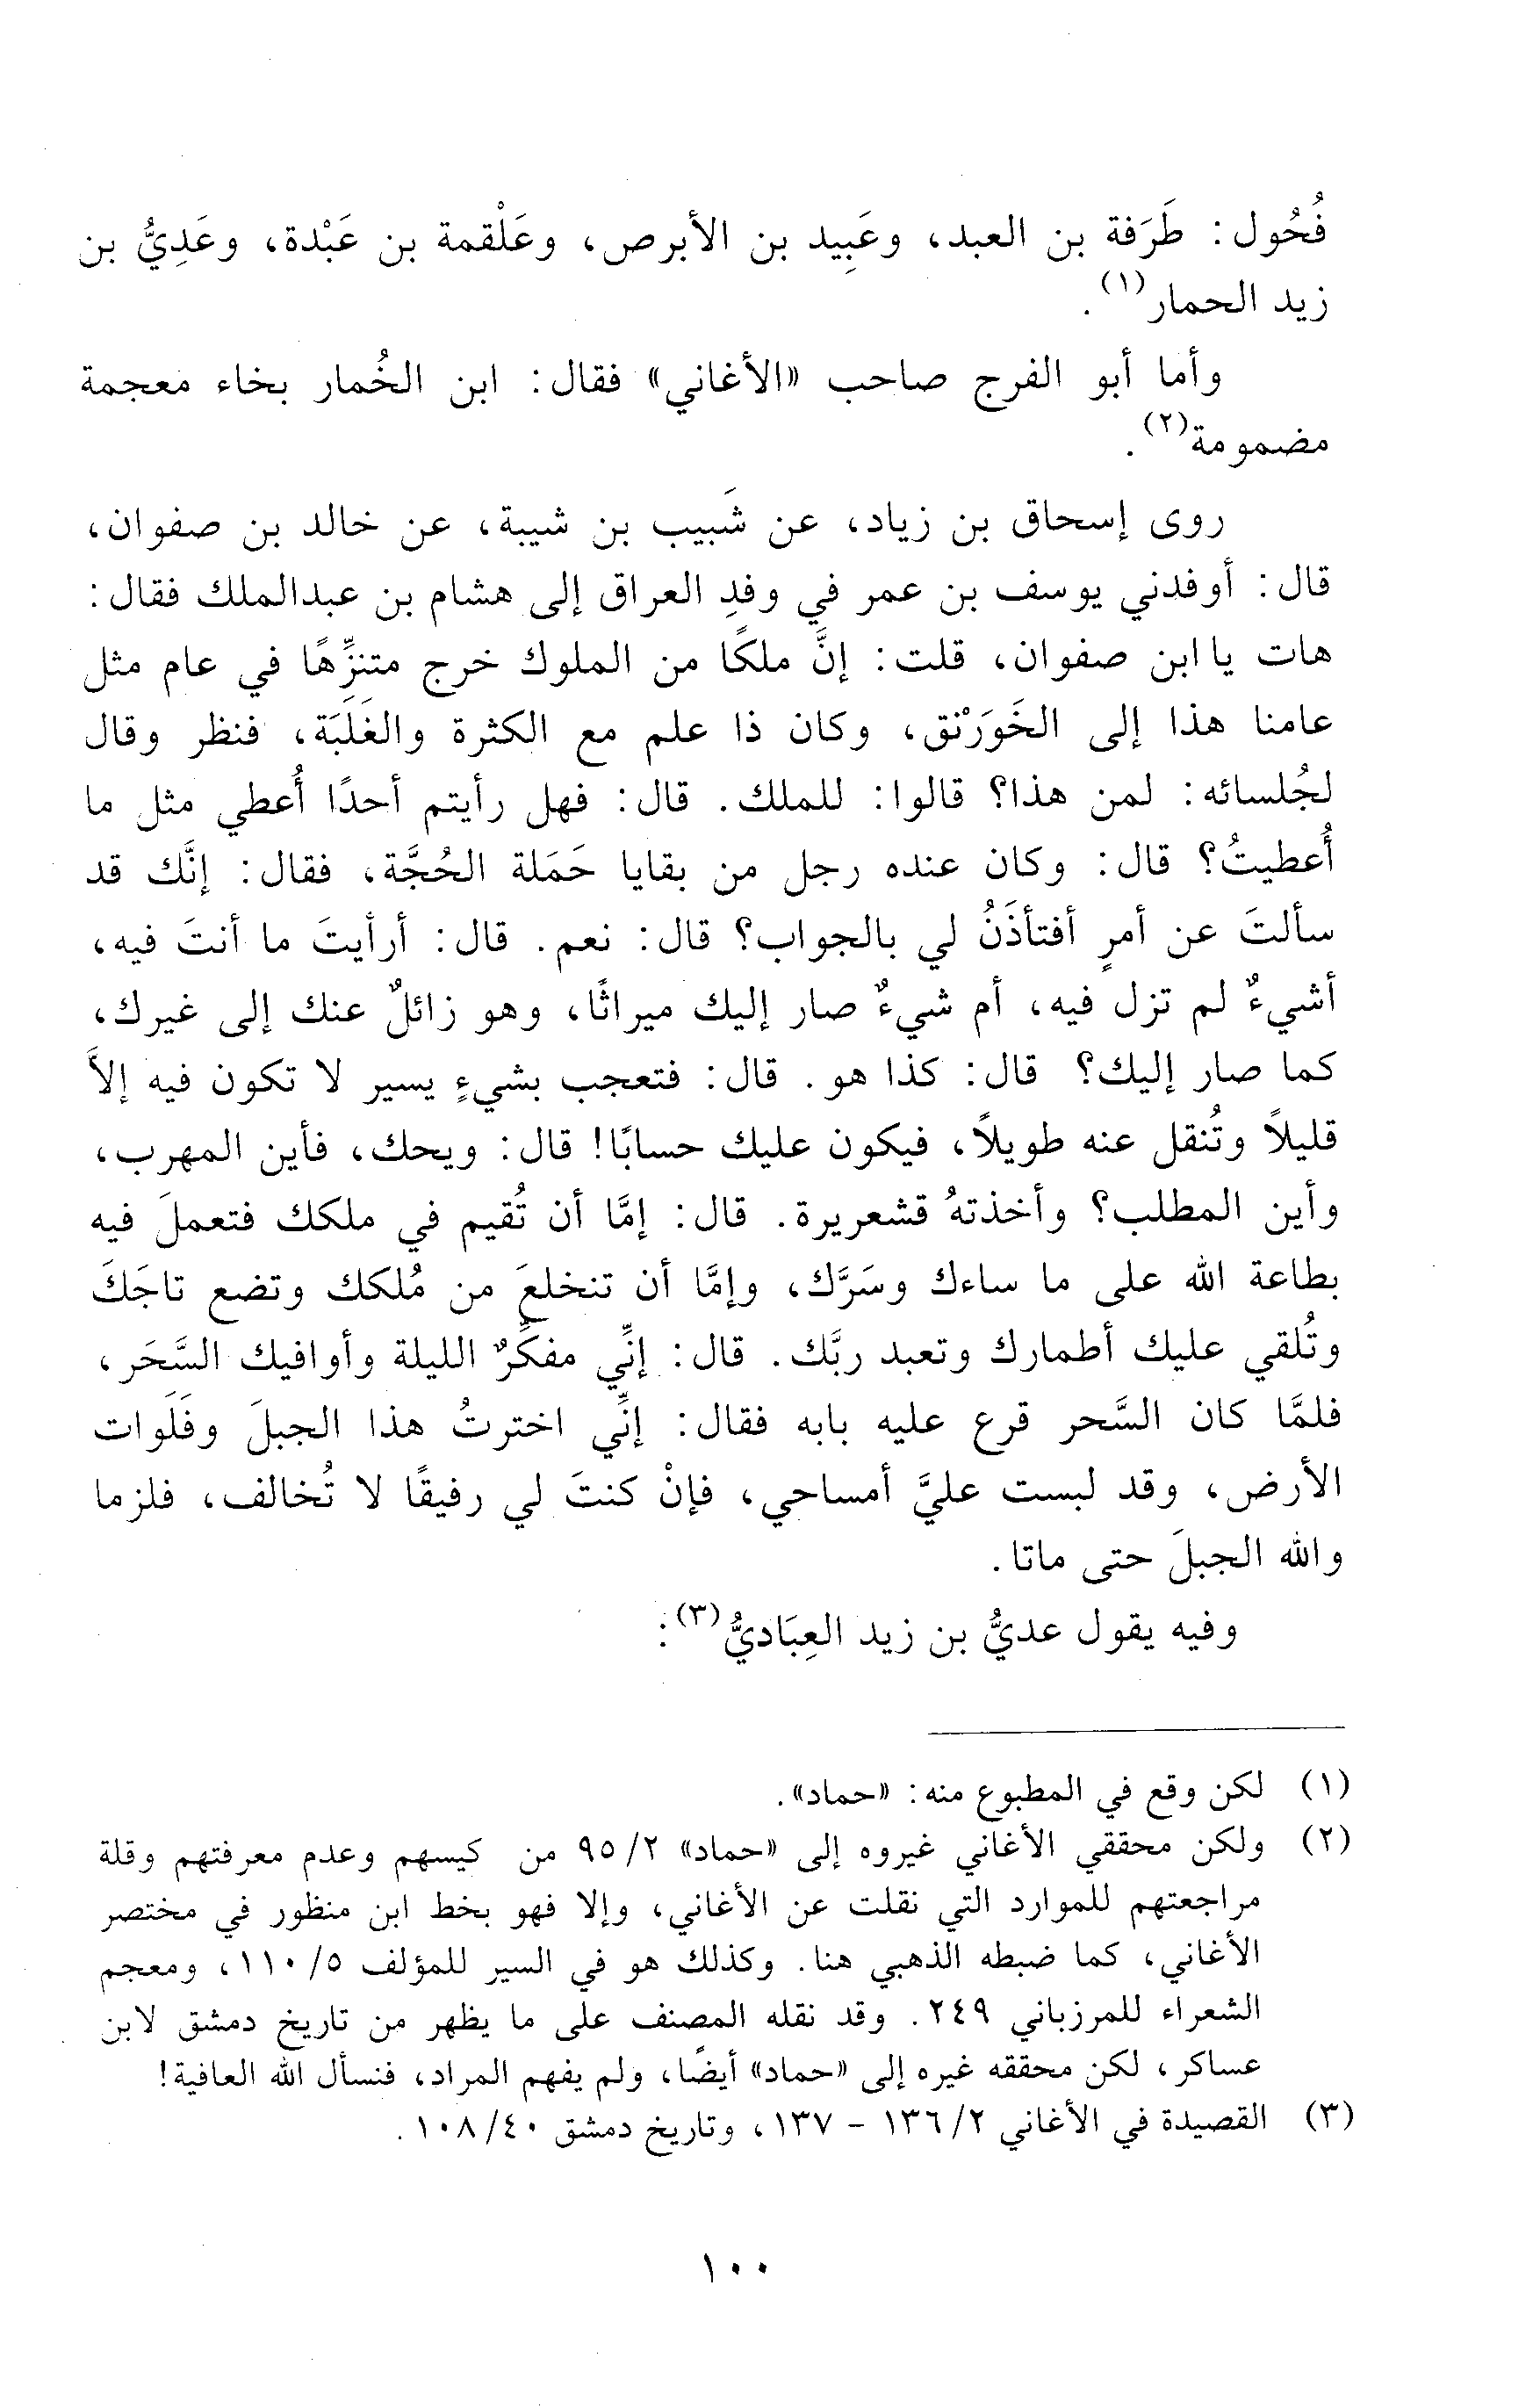 فُحُول: طَرَفة بن العبد، وعَبِيد بن الأبرص، وعَلْقمة بن عَبْدة، وعَدِيُّ بن
زيد الحمار(١).
وأما أبو الفرج صاحب «الأغاني» فقال: ابن الخُمار بخاء معجمة
مضمومة(٢).
روى إسحاق بن زياد، عن شَبيب بن شيبة، عن خالد بن صفوان،
قال: أوفدني يوسف بن عمر في وفدِ العراق إلى هشام بن عبدالملك فقال:
هات يا ابن صفوان، قلت: إنَّ ملكًا من الملوك خرج متنزِّهًا في عام مثل
عامنا هذا إلى الخَوَرْنق، وكان ذا علم مع الكثرة والغَلَبَة، فنظر وقال
لجُلسائه: لمن هذا؟ قالوا: للملك. قال: فهل رأيتم أحدًا أُعطي مثل ما
أُعطيتُ؟ قال: وكان عنده رجل من بقايا حَمَلة الحُجَّة، فقال: إنَّك قد
سألتَ عن أمرٍ أفتأذَنُ لي بالجواب؟ قال: نعم. قال: أرأيتَ ما أنتَ فيه،
أشيءٌ لم تزل فيه، أم شيءٌ صار إليك ميراثًا، وهو زائلٌ عنك إلى غيرك،
كما صار إليك؟ قال: كذا هو. قال: فتعجب بشيءٍ يسير لا تكون فيه إلاَّ
قليلاً وتُنقل عنه طويلاً، فيكون عليك حسابًا! قال: ويحك، فأين المهرب،
وأين المطلب؟ وأخذتهُ قشعريرة. قال: إمَّا أن تُقيم في ملكك فتعملَ فيه
بطاعة الله على ما ساءك وسَرَّك، وإمَّا أن تنخلعَ من مُلكك وتضع تاجَكَ
وتُلقي عليك أطمارك وتعبد ربَّك. قال: إنِّي مفكِّرٌ الليلة وأوافيك السَّحَر،
فلمَّا كان السَّحر قرع عليه بابه فقال: إنِّي اخترتُ هذا الجبلَ وفَلَوات
الأرض، وقد لبست عليَّ أمساحي، فإنْ كنتَ لي رفيقًا لا تُخالف، فلزما
والله الجبلَ حتى ماتا.
وفيه يقول عديُّ بن زيد العِبَاديُّ(٣):
(١) لكن وقع في المطبوع منه: «حماد».
(٢) ولكن محققي الأغاني غيروه إلى «حماد» ٢/ ٩٥ من كيسهم وعدم معرفتهم وقلة
مراجعتهم للموارد التي نقلت عن الأغاني، وإلا فهو بخط ابن منظور في مختصر
الأغاني، كما ضبطه الذهبي هنا. وكذلك هو في السير للمؤلف ٥/ ١١٠، ومعجم
الشعراء للمرزباني ٢٤٩. وقد نقله المصنف على ما يظهر من تاريخ دمشق لابن
عساكر، لكن محققه غيره إلى «حماد» أيضًا، ولم يفهم المراد، فنسأل الله العافية!
(٣) القصيدة في الأغاني ٢/ ١٣٦ - ١٣٧، وتاريخ دمشق ٤٠/ ١٠٨.
١٠٠